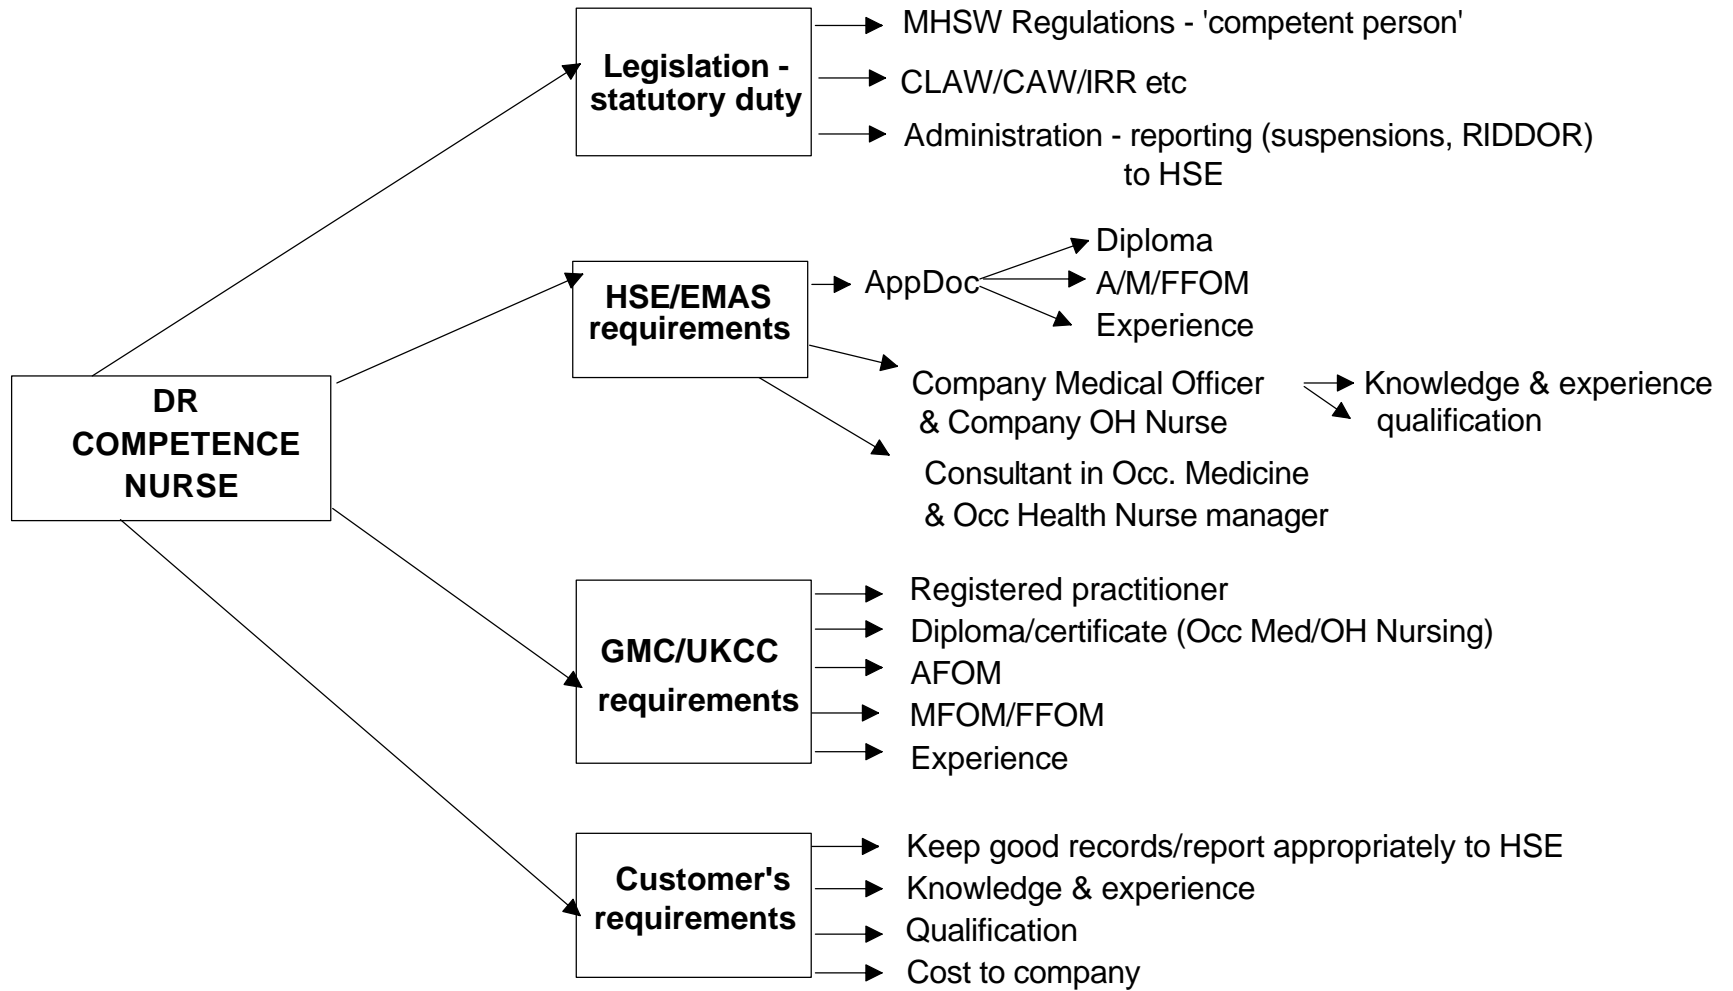 DR
COMPETENCE
NURSE
Legislation -
statutory duty
MHSW Regulations - 'competent person'
CLAW/CAW/IRR etc
Administration - reporting (suspensions, RIDDOR)
to HSE
HSE/EMAS
requirements
AppDoc
Diploma
A/M/FFOM
Experience
Company Medical Officer
& Company OH Nurse
Knowledge & experience
qualification
Consultant in Occ. Medicine
& Occ Health Nurse manager
GMC/UKCC
requirements
Registered practitioner
Diploma/certificate (Occ Med/OH Nursing)
AFOM
MFOM/FFOM
Experience
Customer's
requirements
Keep good records/report appropriately to HSE
Knowledge & experience
Qualification
Cost to company